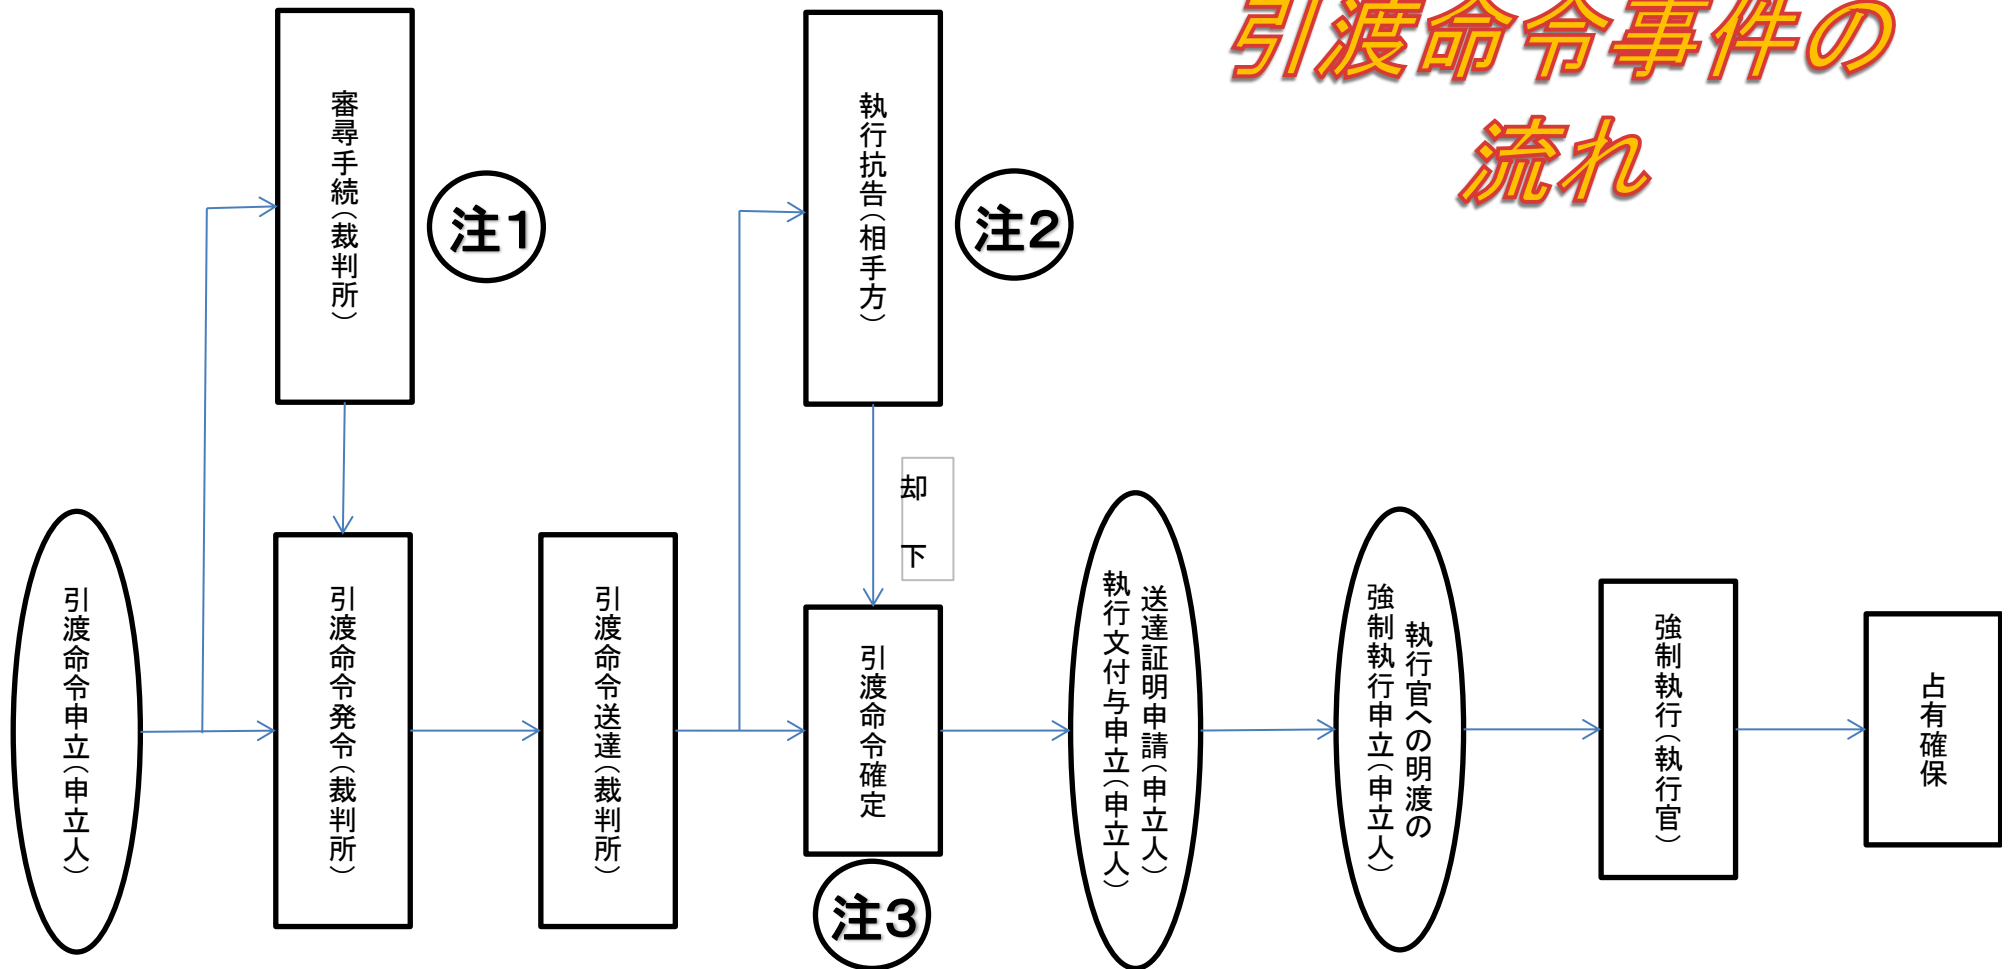 引渡命令事件の
流れ
審尋手続（裁判所）
注１
執行抗告（相手方）
注２
却下
引渡命令申立（申立人）
引渡命令発令（裁判所）
引渡命令送達（裁判所）
引渡命令確定
注３
送達証明申請（申立人）
執行文付与申立（申立人）
執行官への明渡の
強制執行申立（申立人）
強制執行（執行官）
占有確保